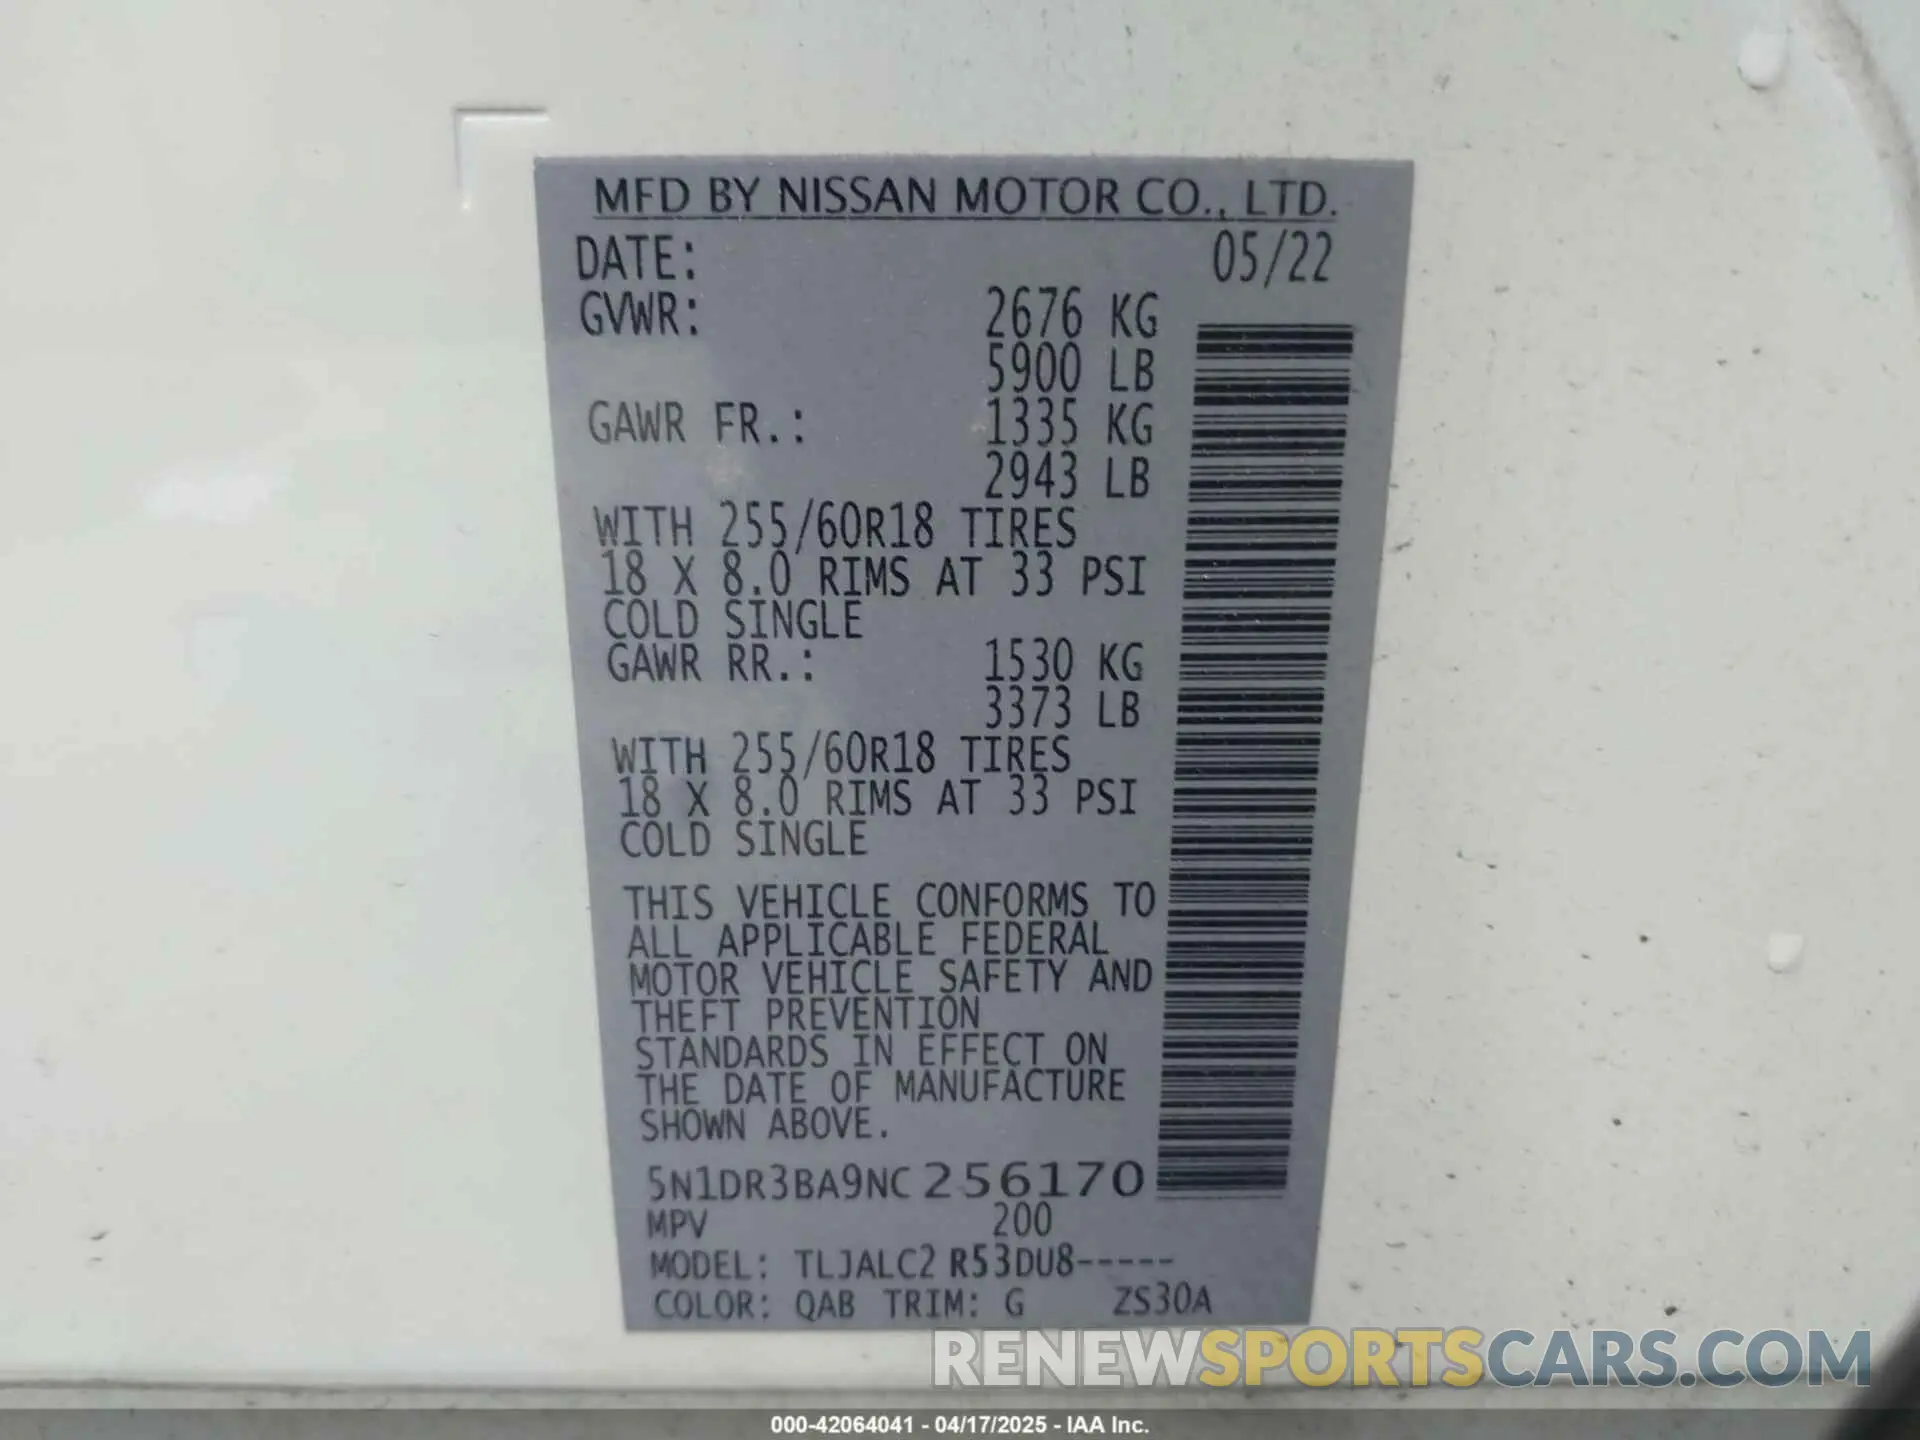 MFD BY NISSAN MOTOR CO., LTD.
DATE: 05/22
GVWR: 2676 KG
5900 LB
GAWR FR.: 1335 KG
2943 LB
WITH 255/60R18 TIRES
18 X 8.0 RIMS AT 33 PSI
COLD SINGLE
GAWR RR.: 1530 KG
3373 LB
WITH 255/60R18 TIRES
18 X 8.0 RIMS AT 33 PSI
COLD SINGLE
THIS VEHICLE CONFORMS TO
ALL APPLICABLE FEDERAL
MOTOR VEHICLE SAFETY AND
THEFT PREVENTION
STANDARDS IN EFFECT ON
THE DATE OF MANUFACTURE
SHOWN ABOVE.
5N1DR3BA9NC256170
MPV 200
MODEL: TLJALC2 R53DU8-----
COLOR: QAB TRIM: G ZS30A
RENEWSPORTSCARS.COM
000-42064041 - 04/17/2025 - IAA Inc.